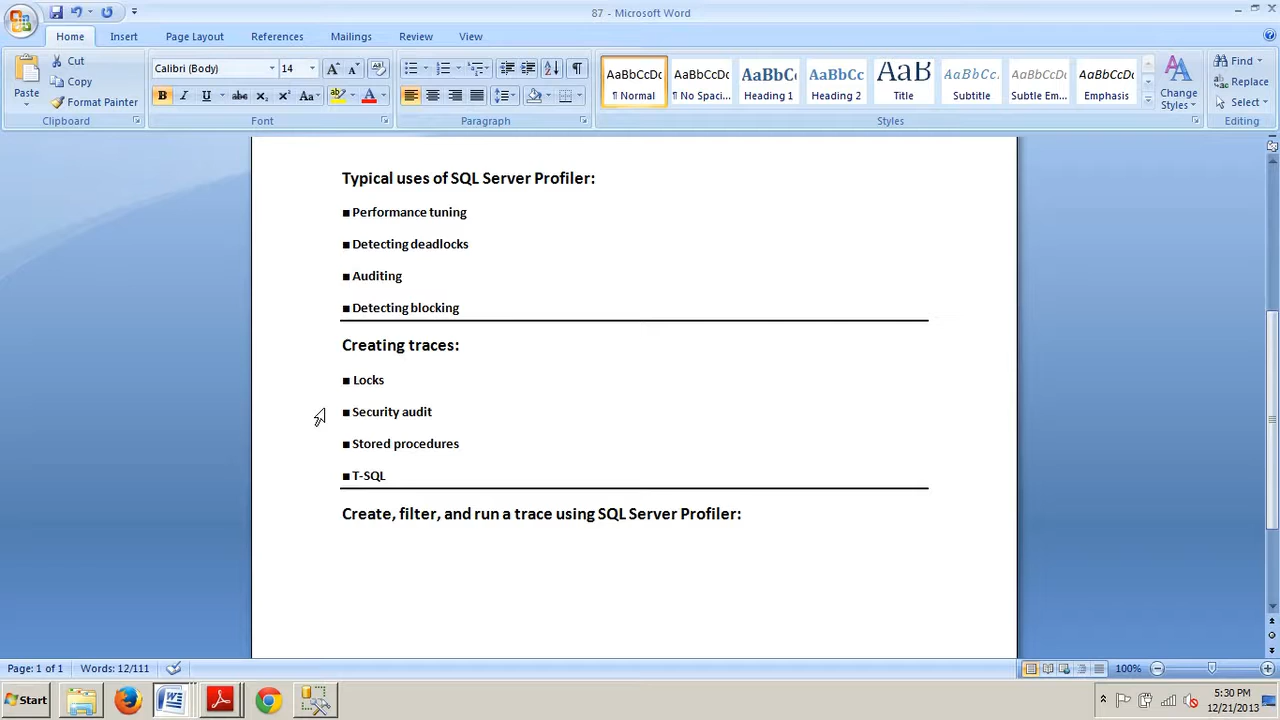 87 - Microsoft Word
Home Insert Page Layout References Mailings Review View
Paste
Cut
Copy
Format Painter
Clipboard
Calibri (Body) 14
B I U abc X₂ X² Aa
Font
Paragraph
AaBbCcDc AaBbCcDc AaBbC AaBbCc AaB AaBbCc. AaBbCcDc AaBbCcDc
¶ Normal ¶ No Spaci... Heading 1 Heading 2 Title Subtitle Subtle Em... Emphasis
Change Styles
Styles
Find
Replace
Select
Editing
Typical uses of SQL Server Profiler:
■ Performance tuning
■ Detecting deadlocks
■ Auditing
■ Detecting blocking
Creating traces:
■ Locks
■ Security audit
■ Stored procedures
■ T-SQL
Create, filter, and run a trace using SQL Server Profiler:
Page: 1 of 1 Words: 12/111 100%
Start 5:30 PM
12/21/2013